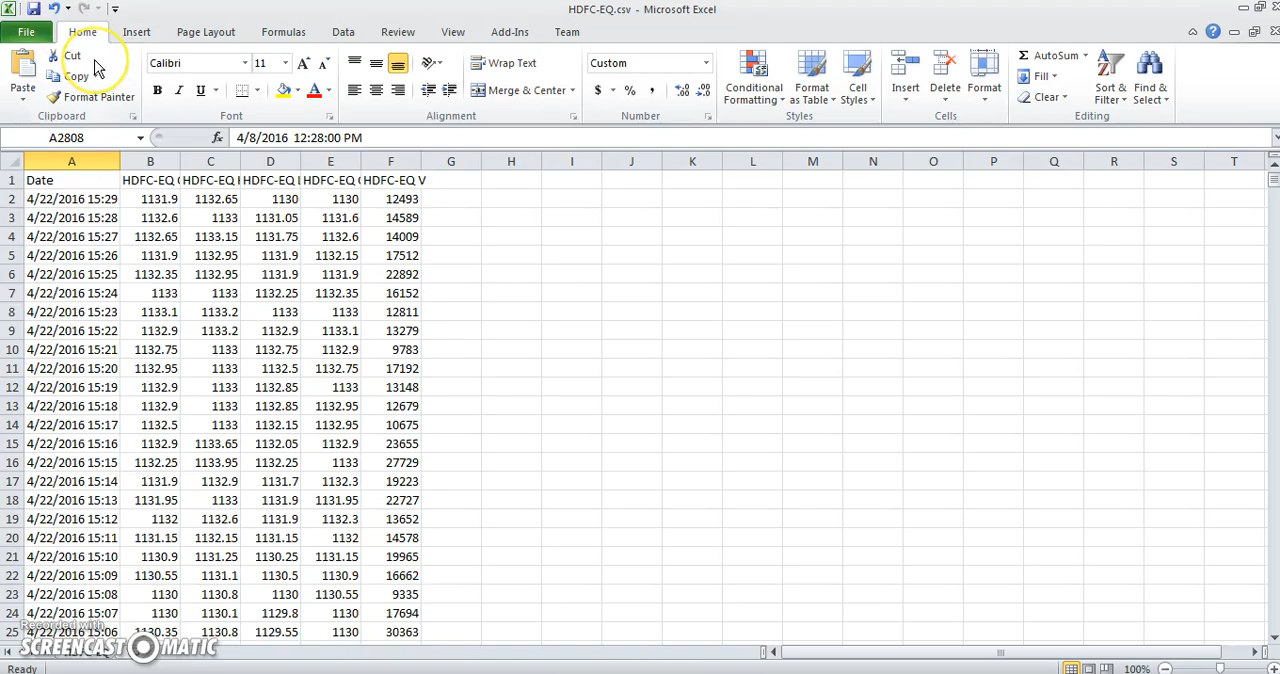 HDFC-EQ.csv - Microsoft Excel
File Home Insert Page Layout Formulas Data Review View AddIns Team
Cut
Copy
Format Painter
Paste
Clipboard
Calibri 11
B I U
Font
Wrap Text
Merge & Center
Alignment
Custom
$ % ,
Number
Conditional Formatting
Format as Table
Cell Styles
Styles
Insert Delete Format
Cells
AutoSum
Fill
Clear
Sort & Filter
Find & Select
Editing
A2808 fx 4/8/2016 12:28:00 PM
A B C D E F G H I J K L M N O P Q R S T
1 Date HDFC-EQ HDFC-EQ HDFC-EQ HDFC-EQ HDFC-EQ V
2 4/22/2016 15:29 1131.9 1132.65 1130 1130 12493
3 4/22/2016 15:28 1132.6 1133 1131.05 1131.6 14589
4 4/22/2016 15:27 1132.65 1133.15 1131.75 1132.6 14009
5 4/22/2016 15:26 1131.9 1132.95 1131.9 1132.15 17512
6 4/22/2016 15:25 1132.35 1132.95 1131.9 1131.9 22892
7 4/22/2016 15:24 1133 1133 1132.25 1132.35 16152
8 4/22/2016 15:23 1133.1 1133.2 1133 1133 12811
9 4/22/2016 15:22 1132.9 1133.2 1132.9 1133.1 13279
10 4/22/2016 15:21 1132.75 1133 1132.75 1132.9 9783
11 4/22/2016 15:20 1132.95 1133 1132.5 1132.75 17192
12 4/22/2016 15:19 1132.9 1133 1132.85 1133 13148
13 4/22/2016 15:18 1132.9 1133 1132.85 1132.95 12679
14 4/22/2016 15:17 1132.5 1133 1132.15 1132.95 10675
15 4/22/2016 15:16 1132.9 1133.65 1132.05 1132.9 23655
16 4/22/2016 15:15 1132.25 1133.95 1132.25 1133 27729
17 4/22/2016 15:14 1131.9 1132.9 1131.7 1132.3 19223
18 4/22/2016 15:13 1131.95 1133 1131.9 1131.95 22727
19 4/22/2016 15:12 1132 1132.6 1131.9 1132.3 13652
20 4/22/2016 15:11 1131.15 1132.15 1131.15 1132 14578
21 4/22/2016 15:10 1130.9 1131.25 1130.25 1131.15 19965
22 4/22/2016 15:09 1130.55 1131.1 1130.5 1130.9 16662
23 4/22/2016 15:08 1130 1130.8 1130 1130.55 9335
24 4/22/2016 15:07 1130 1130.1 1129.8 1130 17694
25 4/22/2016 15:06 1130.35 1130.8 1129.55 1130 30363
Recorded with
SCREENCAST MATIC
Ready 100%